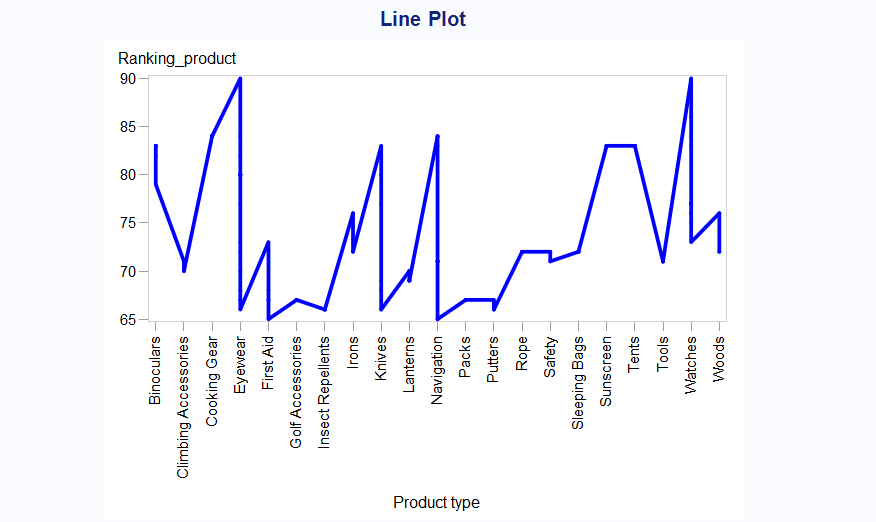 Line Plot
Ranking_product
90
85
80
75
70
65
Binoculars
Climbing Accessories
Cooking Gear
Eyewear
First Aid
Golf Accessories
Insect Repellents
Irons
Knives
Lanterns
Navigation
Packs
Putters
Rope
Safety
Sleeping Bags
Sunscreen
Tents
Tools
Watches
Woods
Product type